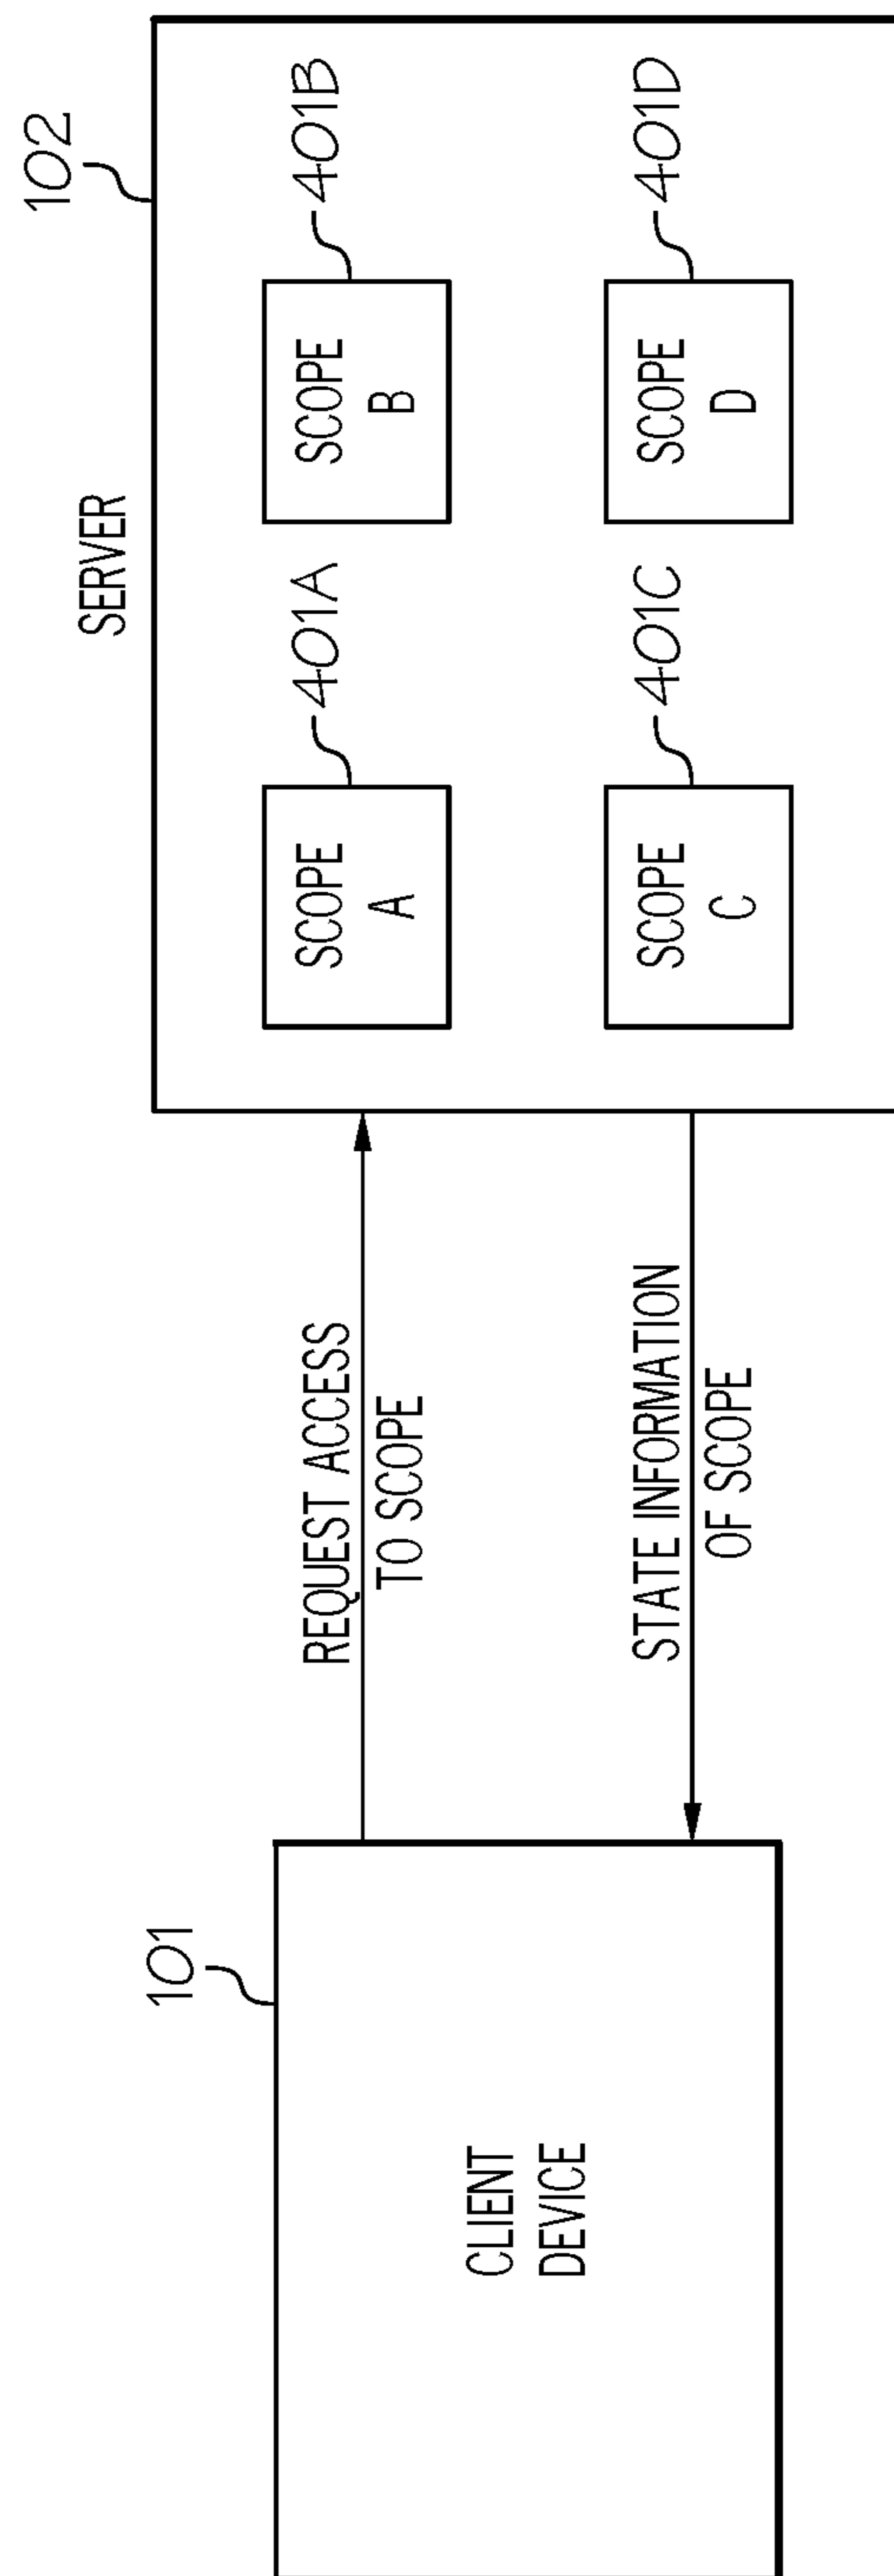 102
SERVER
101
CLIENT
DEVICE
REQUEST ACCESS
TO SCOPE
STATE INFORMATION
OF SCOPE
SCOPE
A
401A
SCOPE
B
401B
SCOPE
C
401C
SCOPE
D
401D